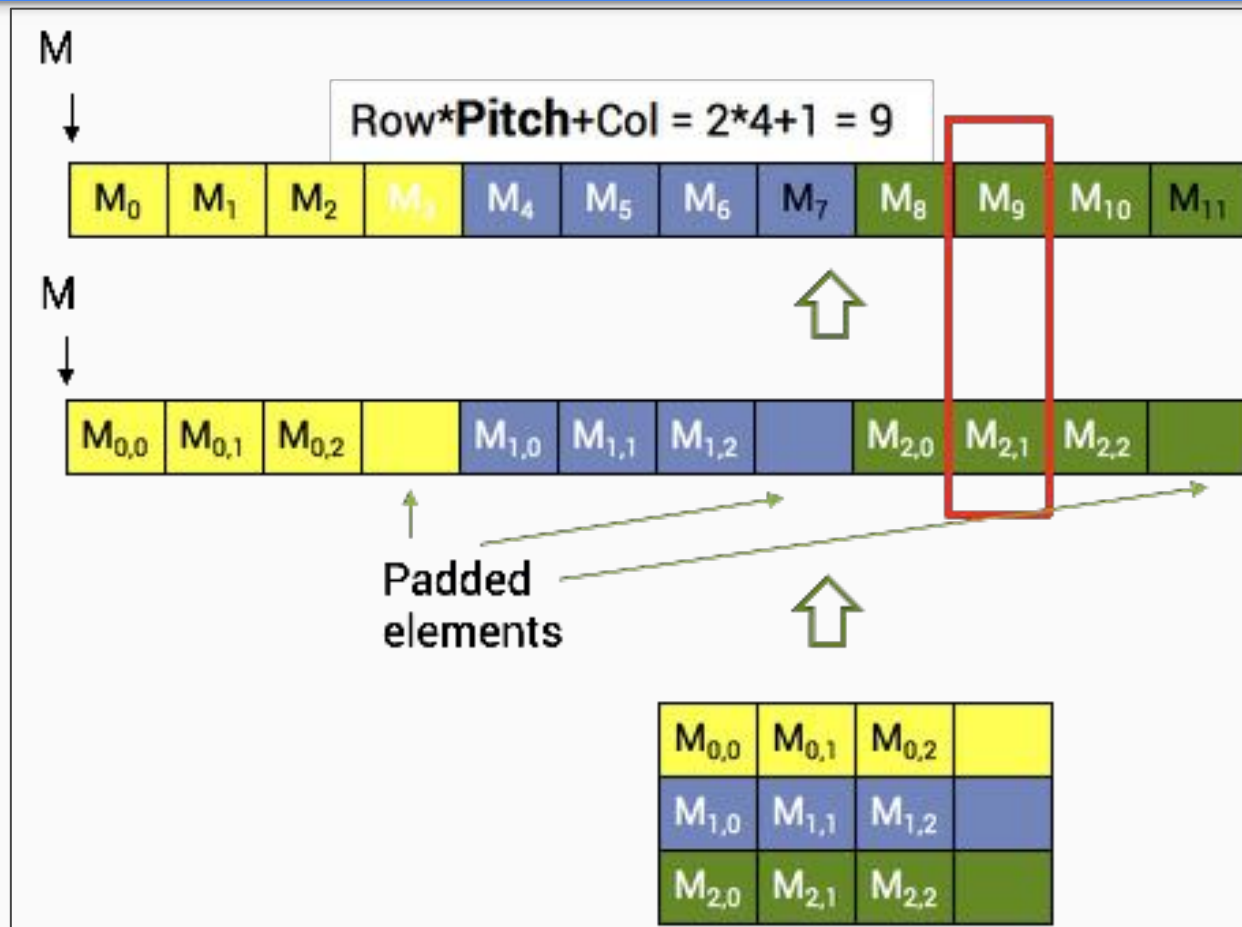 M
Row*Pitch+Col = 2*4+1 = 9
M0 M1 M2 M3 M4 M5 M6 M7 M8 M9 M10 M11
M
M0,0 M0,1 M0,2 M1,0 M1,1 M1,2 M2,0 M2,1 M2,2
Padded
elements
M0,0 M0,1 M0,2
M1,0 M1,1 M1,2
M2,0 M2,1 M2,2